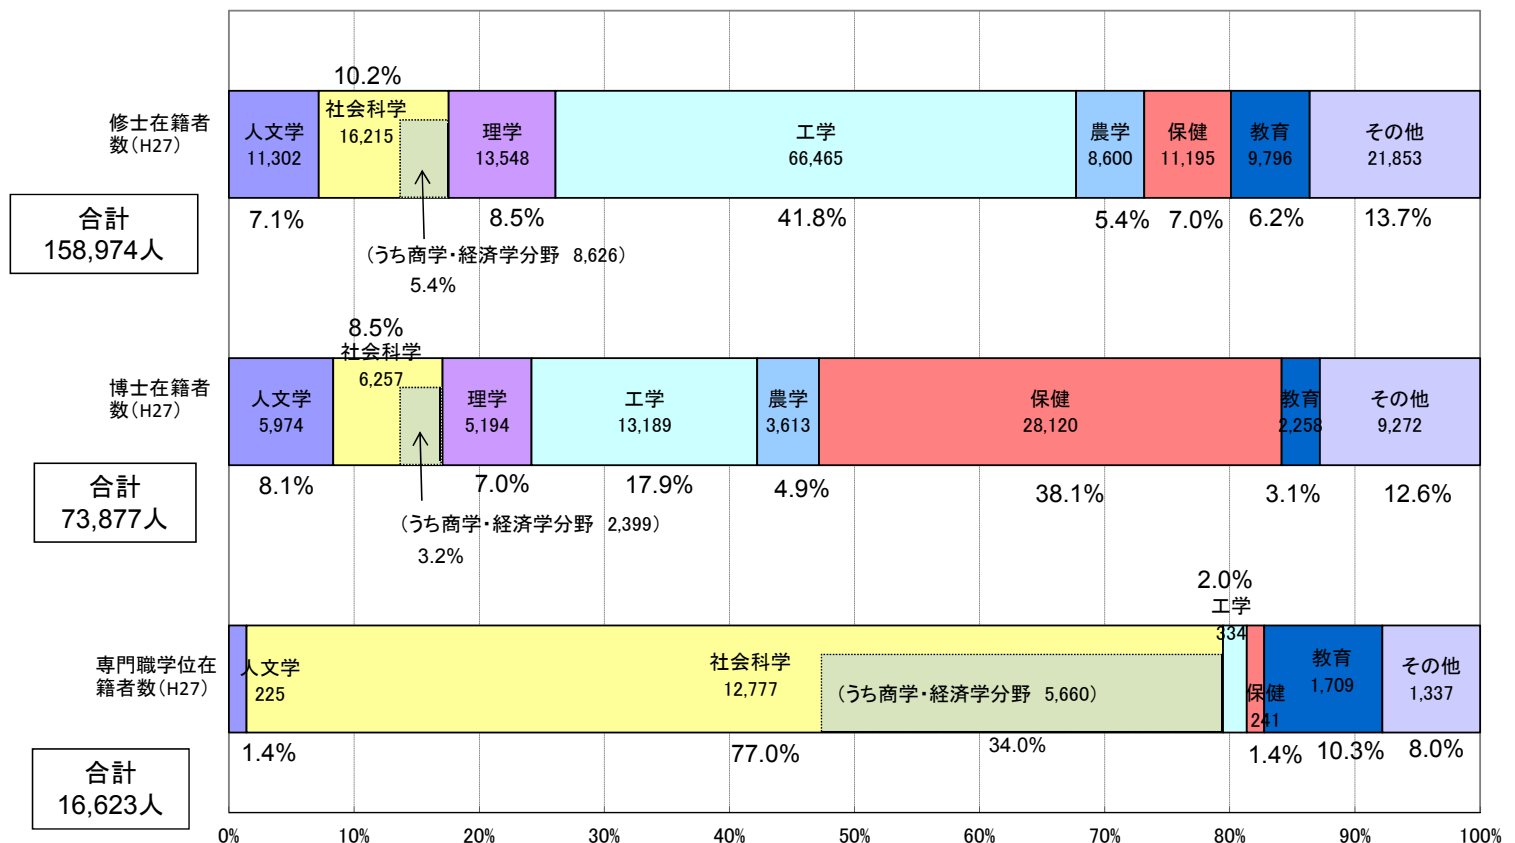 10.2%
修士在籍者
数(H27)
人文学
11,302
社会科学
16,215
理学
13,548
工学
66,465
農学
8,600
保健
11,195
教育
9,796
その他
21,853
合計
158,974人
7.1%
8.5%
41.8%
5.4%
7.0%
6.2%
13.7%
(うち商学・経済学分野 8,626)
5.4%
8.5%
博士在籍者
数(H27)
人文学
5,974
社会科学
6,257
理学
5,194
工学
13,189
農学
3,613
保健
28,120
教育
2,258
その他
9,272
合計
73,877人
8.1%
7.0%
17.9%
4.9%
38.1%
3.1%
12.6%
(うち商学・経済学分野 2,399)
3.2%
2.0%
専門職学位在
籍者数(H27)
人文学
225
社会科学
12,777
(うち商学・経済学分野 5,660)
工学
334
保健
241
教育
1,709
その他
1,337
合計
16,623人
1.4%
77.0%
34.0%
1.4%
10.3%
8.0%
0%
10%
20%
30%
40%
50%
60%
70%
80%
90%
100%